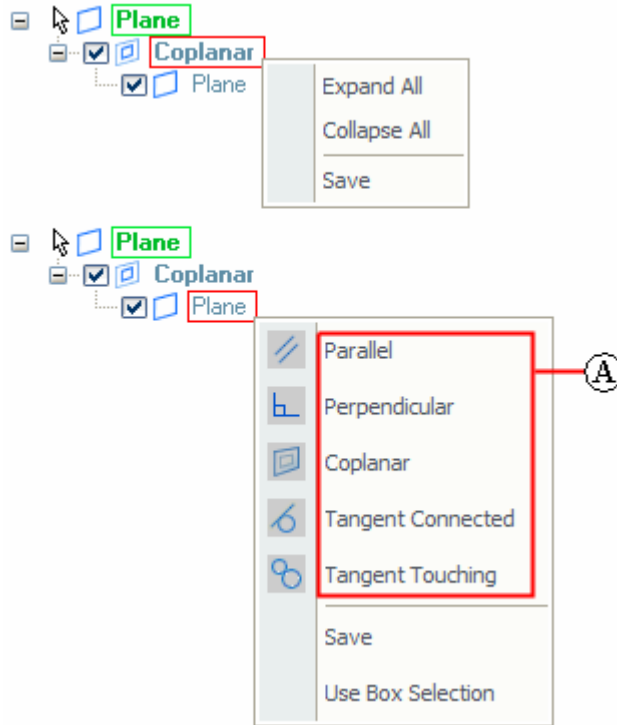 Plane
Coplanar
Plane
Expand All
Collapse All
Save
Plane
Coplanar
Plane
Parallel
A
Perpendicular
Coplanar
Tangent Connected
Tangent Touching
Save
Use Box Selection